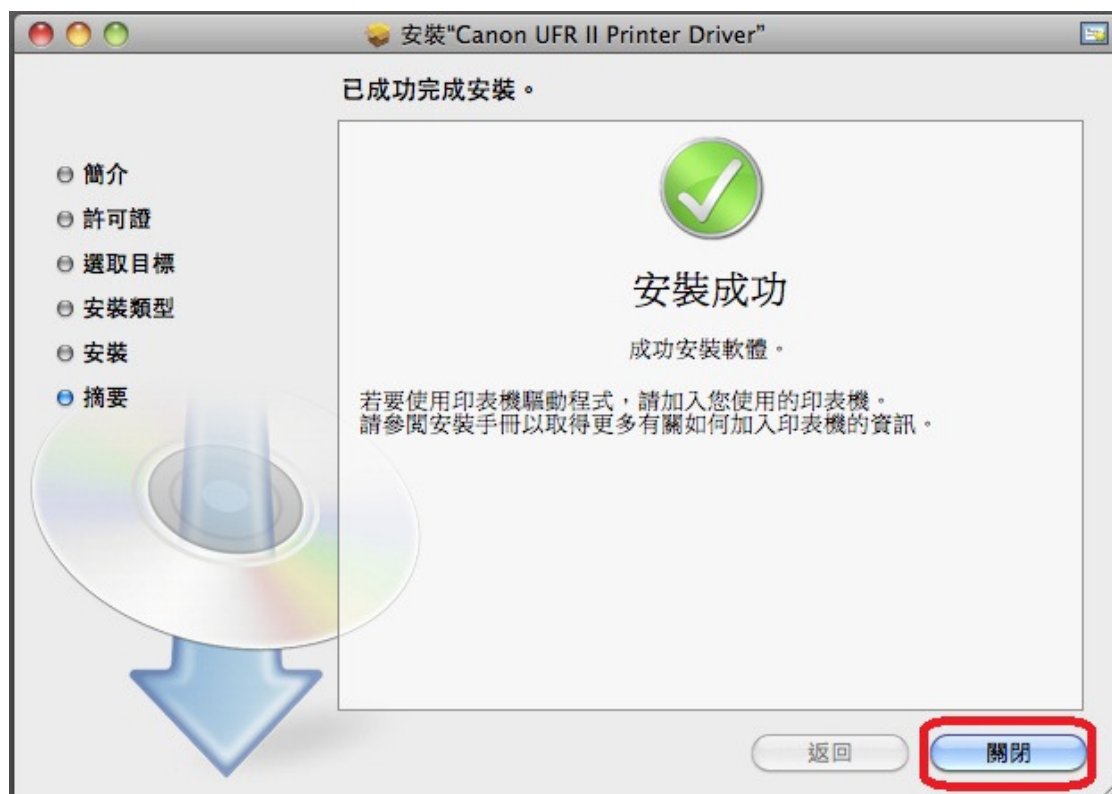 安裝“Canon UFR II Printer Driver”
已成功完成安裝。
簡介
許可證
選取目標
安裝類型
安裝
摘要
安裝成功
成功安裝軟體。
若要使用印表機驅動程式，請加入您使用的印表機。
請參閱安裝手冊以取得更多有關如何加入印表機的資訊。
返回
關閉